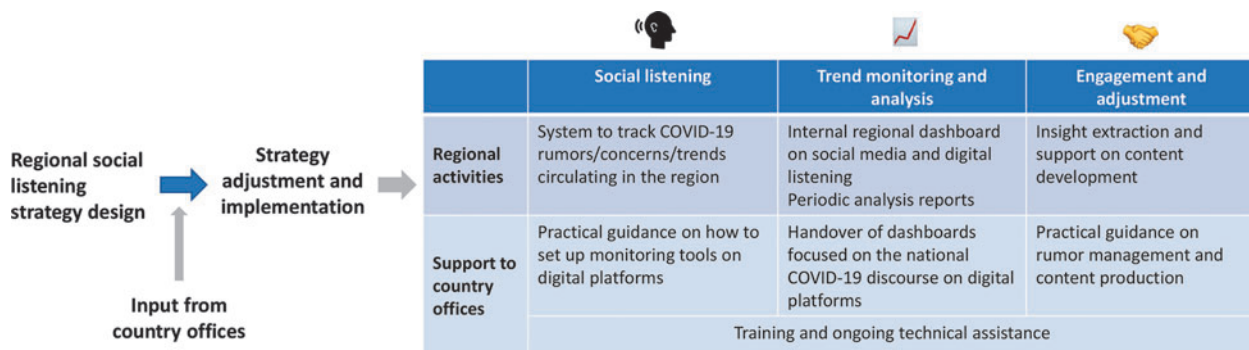 Regional social
listening
strategy design
Strategy
adjustment and
implementation
Input from
country offices
Social listening
Trend monitoring and
analysis
Engagement and
adjustment
Regional
activities
System to track COVID-19
rumors/concerns/trends
circulating in the region
Internal regional dashboard
on social media and digital
listening
Periodic analysis reports
Insight extraction and
support on content
development
Support to
country
offices
Practical guidance on how to
set up monitoring tools on
digital platforms
Handover of dashboards
focused on the national
COVID-19 discourse on digital
platforms
Practical guidance on
rumor management and
content production
Training and ongoing technical assistance